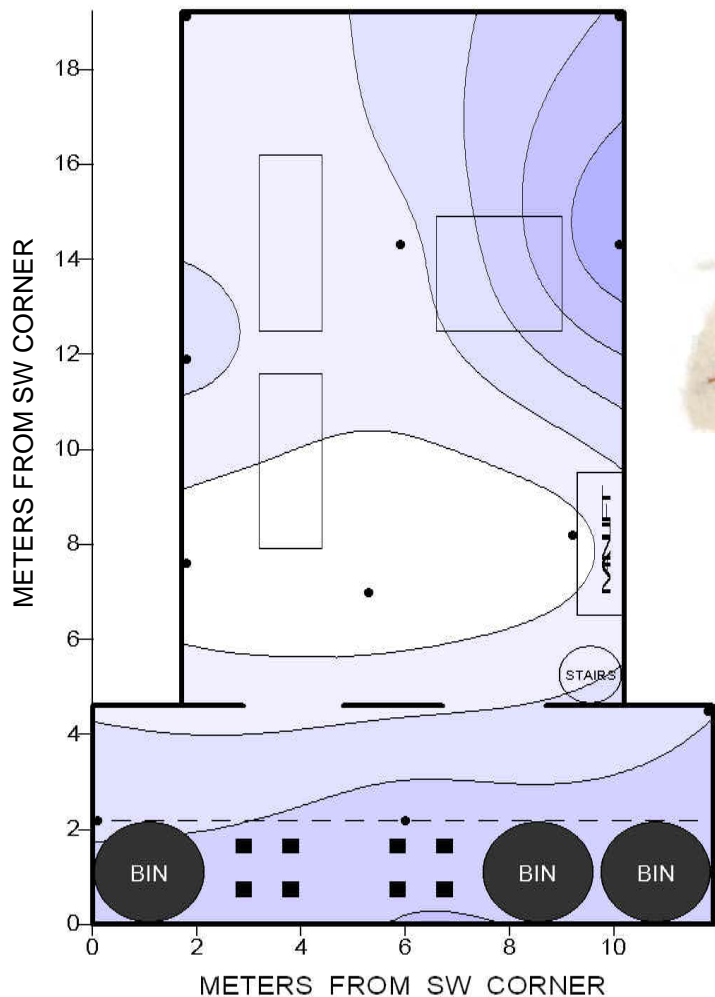 18
16
14
12
10
8
6
4
2
0
METERS FROM SW CORNER
MANLIFT
STAIRS
BIN
BIN
BIN
0 2 4 6 8 10
METERS FROM SW CORNER